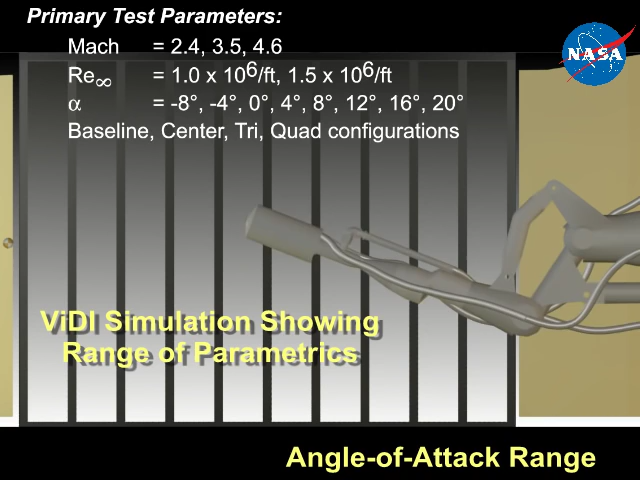 Primary Test Parameters:
Mach = 2.4, 3.5, 4.6
Re∞ = 1.0 x 10⁶/ft, 1.5 x 10⁶/ft
α = -8°, -4°, 0°, 4°, 8°, 12°, 16°, 20°
Baseline, Center, Tri, Quad configurations
NASA
ViDI Simulation Showing
Range of Parametrics
Angle-of-Attack Range